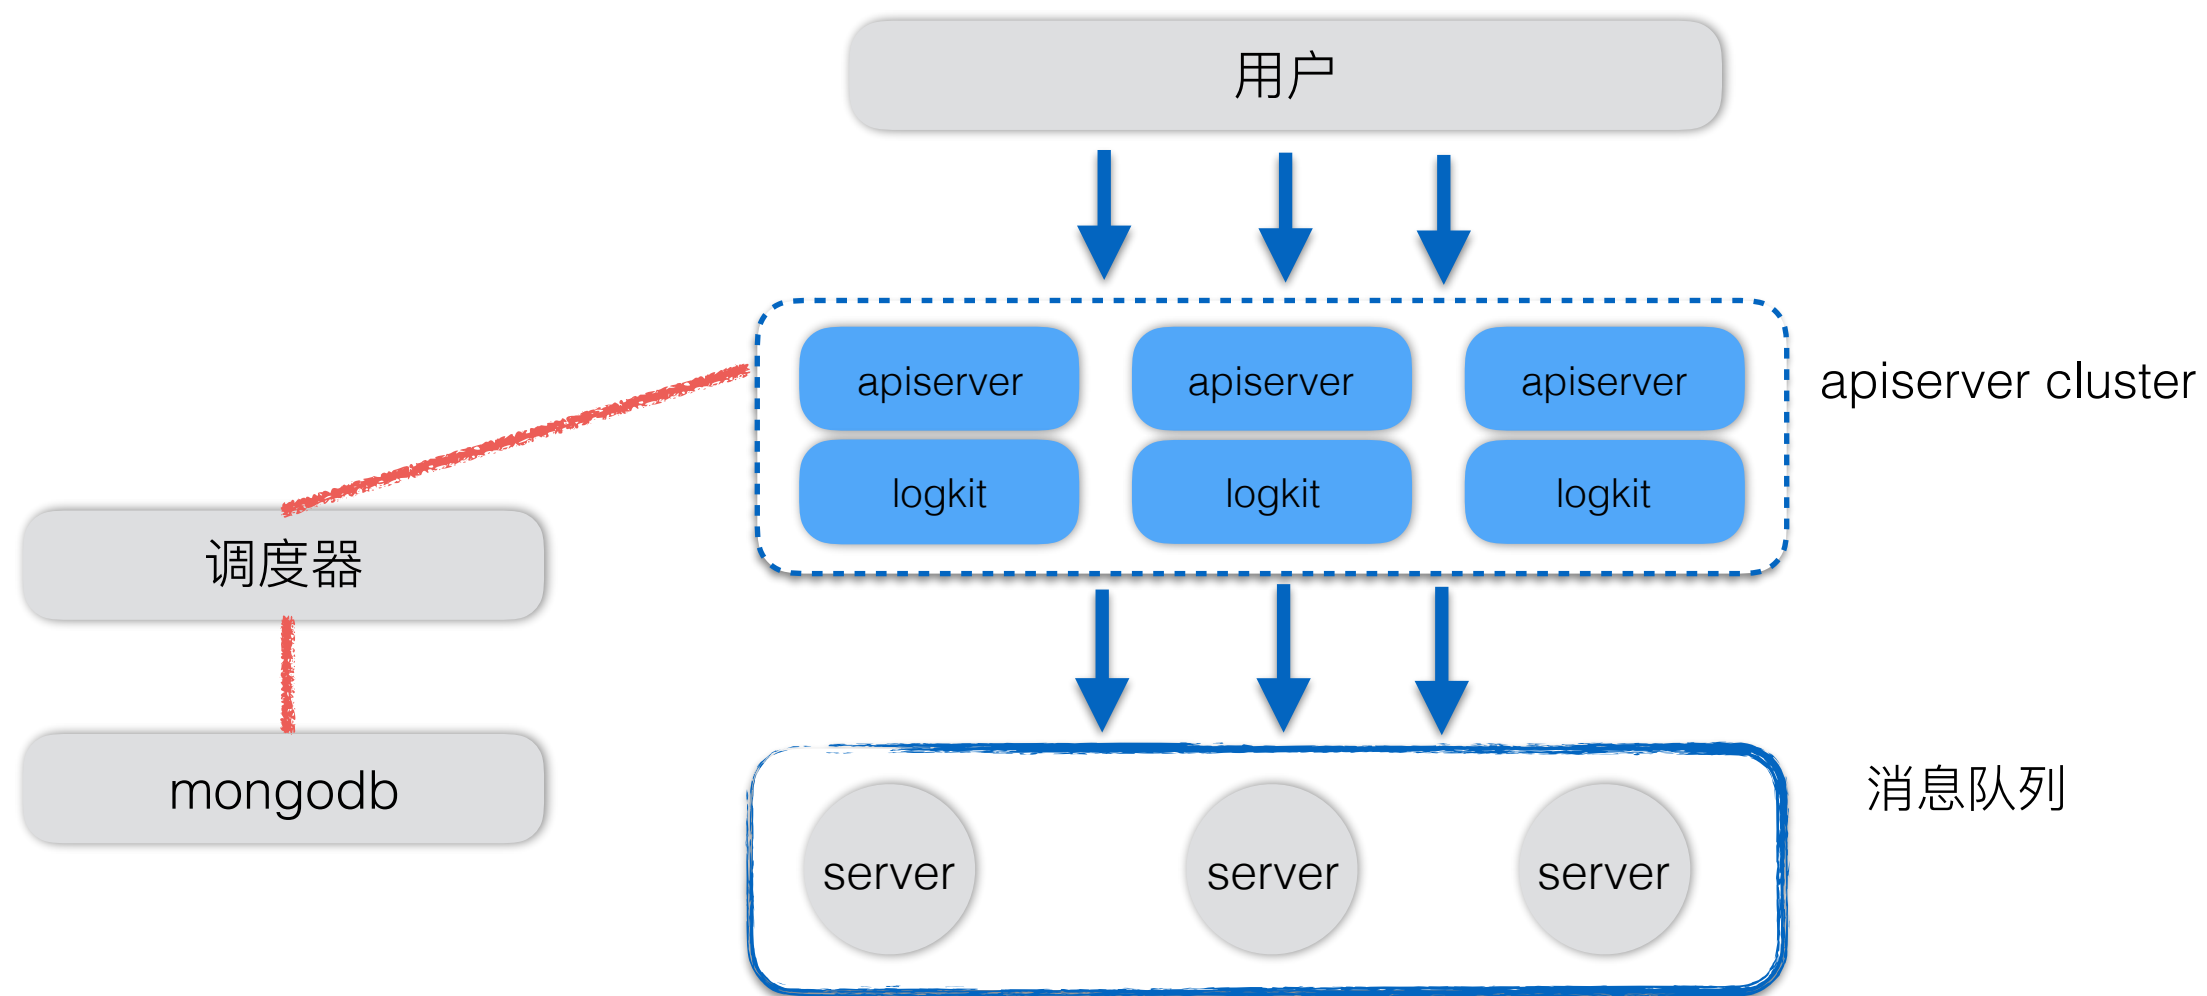 用户
apiserver
apiserver
apiserver
apiserver cluster
logkit
logkit
logkit
调度器
mongodb
消息队列
server
server
server